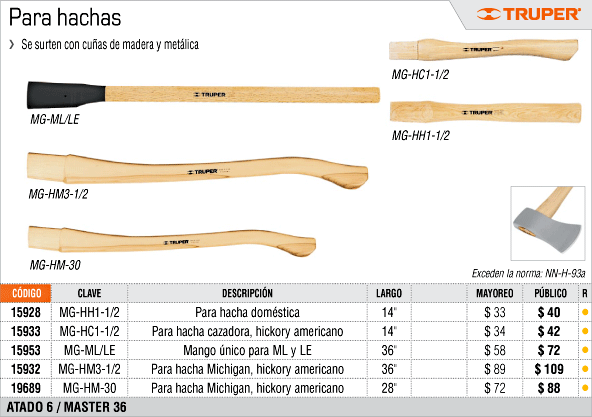 Para hachas
TRUPER
❯ Se surten con cuñas de madera y metálica
TRUPER
MG-HC1-1/2
TRUPER
MG-ML/LE
TRUPER
MG-HH1-1/2
TRUPER
MG-HM3-1/2
TRUPER
MG-HM-30
Exceden la norma: NN-H-93a
CÓDIGO CLAVE DESCRIPCIÓN LARGO MAYOREO PÚBLICO R
15928 MG-HH1-1/2 Para hacha doméstica 14" $ 33 $ 40
15933 MG-HC1-1/2 Para hacha cazadora, hickory americano 14" $ 34 $ 42
15953 MG-ML/LE Mango único para ML y LE 36" $ 58 $ 72
15932 MG-HM3-1/2 Para hacha Michigan, hickory americano 36" $ 89 $ 109
19689 MG-HM-30 Para hacha Michigan, hickory americano 28" $ 72 $ 88
ATADO 6 / MASTER 36